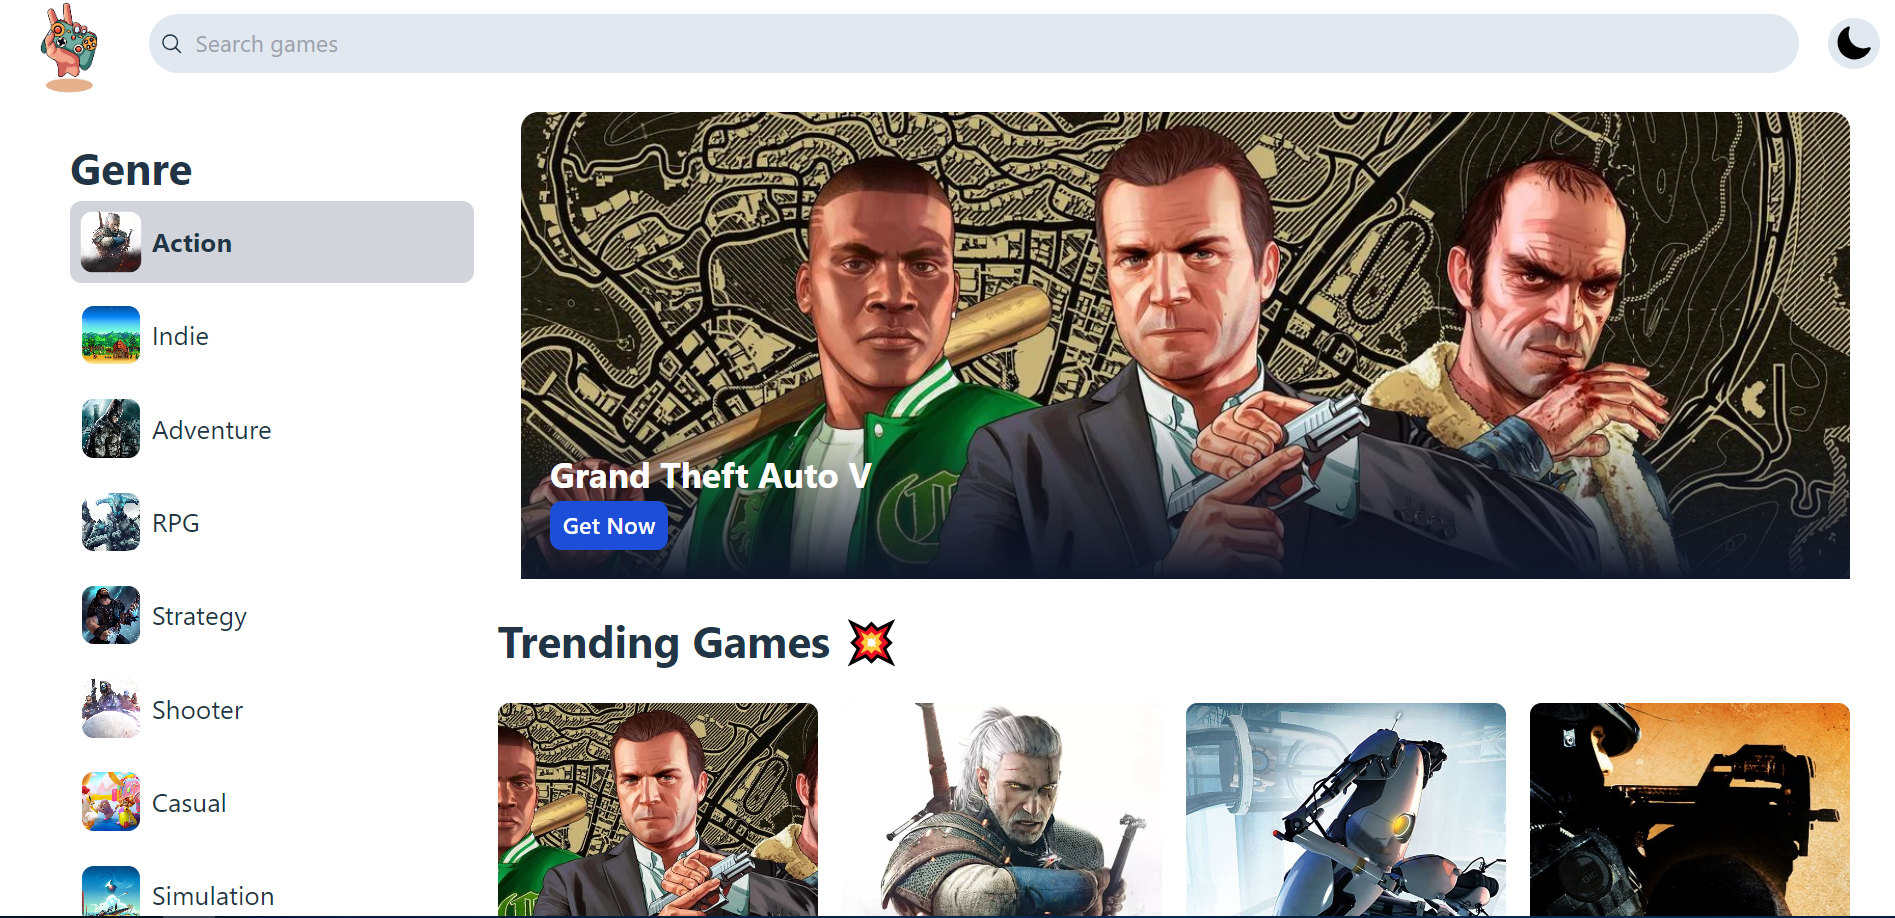 Search games
Genre
Action
Indie
Adventure
RPG
Strategy
Shooter
Casual
Simulation
Grand Theft Auto V
Get Now
Trending Games 💥